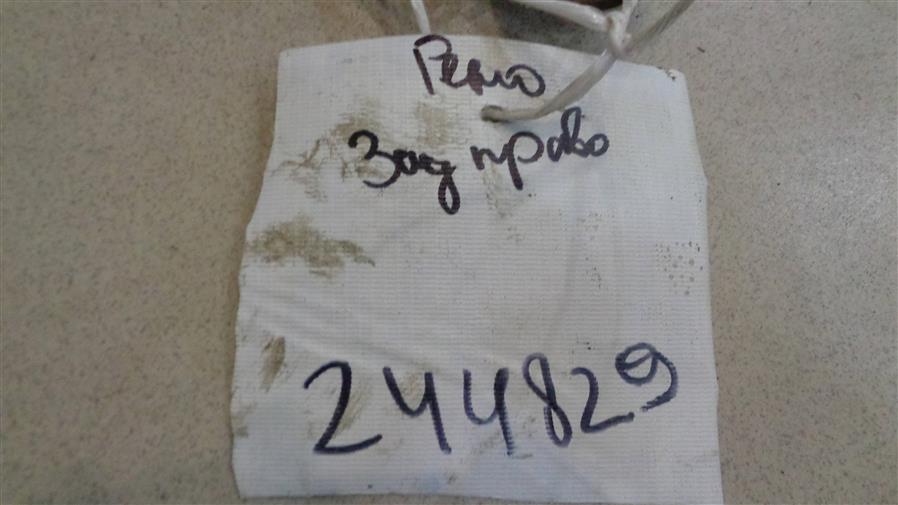 Рено
Зад право
244829